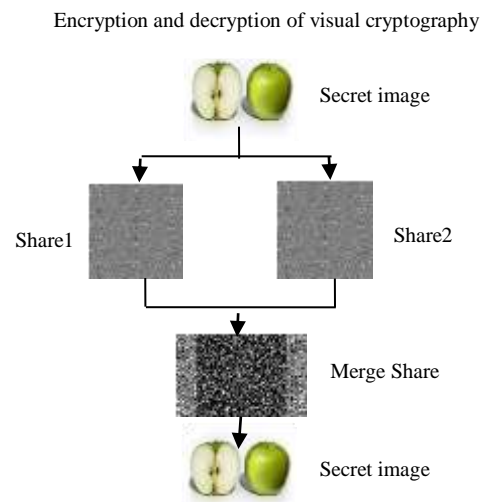 Encryption and decryption of visual cryptography
Secret image
Share1
Share2
Merge Share
Secret image